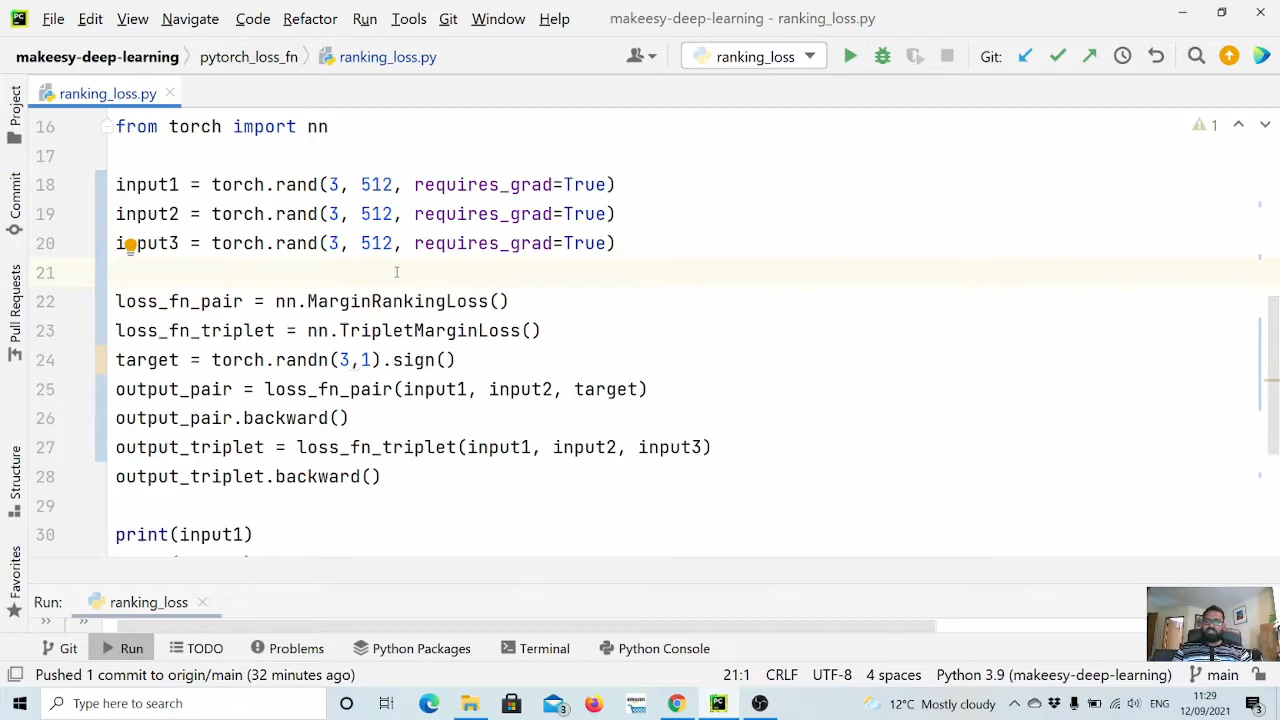 PC File Edit View Navigate Code Refactor Run Tools Git Window Help makeesy-deep-learning - ranking_loss.py
makeesy-deep-learning pytorch_loss_fn ranking_loss.py ranking_loss Git:
ranking_loss.py
Project
Commit
Pull Requests
Structure
Favorites
1
16 from torch import nn
17
18 input1 = torch.rand(3, 512, requires_grad=True)
19 input2 = torch.rand(3, 512, requires_grad=True)
20 input3 = torch.rand(3, 512, requires_grad=True)
21
22 loss_fn_pair = nn.MarginRankingLoss()
23 loss_fn_triplet = nn.TripletMarginLoss()
24 target = torch.randn(3,1).sign()
25 output_pair = loss_fn_pair(input1, input2, target)
26 output_pair.backward()
27 output_triplet = loss_fn_triplet(input1, input2, input3)
28 output_triplet.backward()
29
30 print(input1)
Run: ranking_loss
» »
Git Run TODO Problems Python Packages Terminal Python Console
Pushed 1 commit to origin/main (32 minutes ago) 21:1 CRLF UTF-8 4 spaces Python 3.9 (makeesy-deep-learning) main
Type here to search amazon 3 PC 12°C Mostly cloudy ENG 11:29 12/09/2021 3